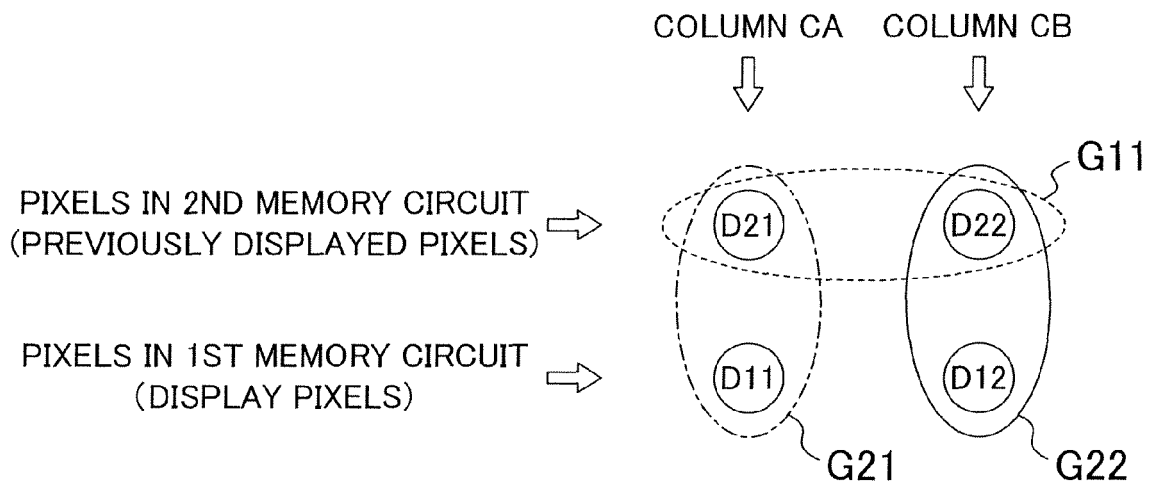 COLUMN CA
COLUMN CB
G11
PIXELS IN 2ND MEMORY CIRCUIT
(PREVIOUSLY DISPLAYED PIXELS)
D21
D22
PIXELS IN 1ST MEMORY CIRCUIT
(DISPLAY PIXELS)
D11
D12
G21
G22